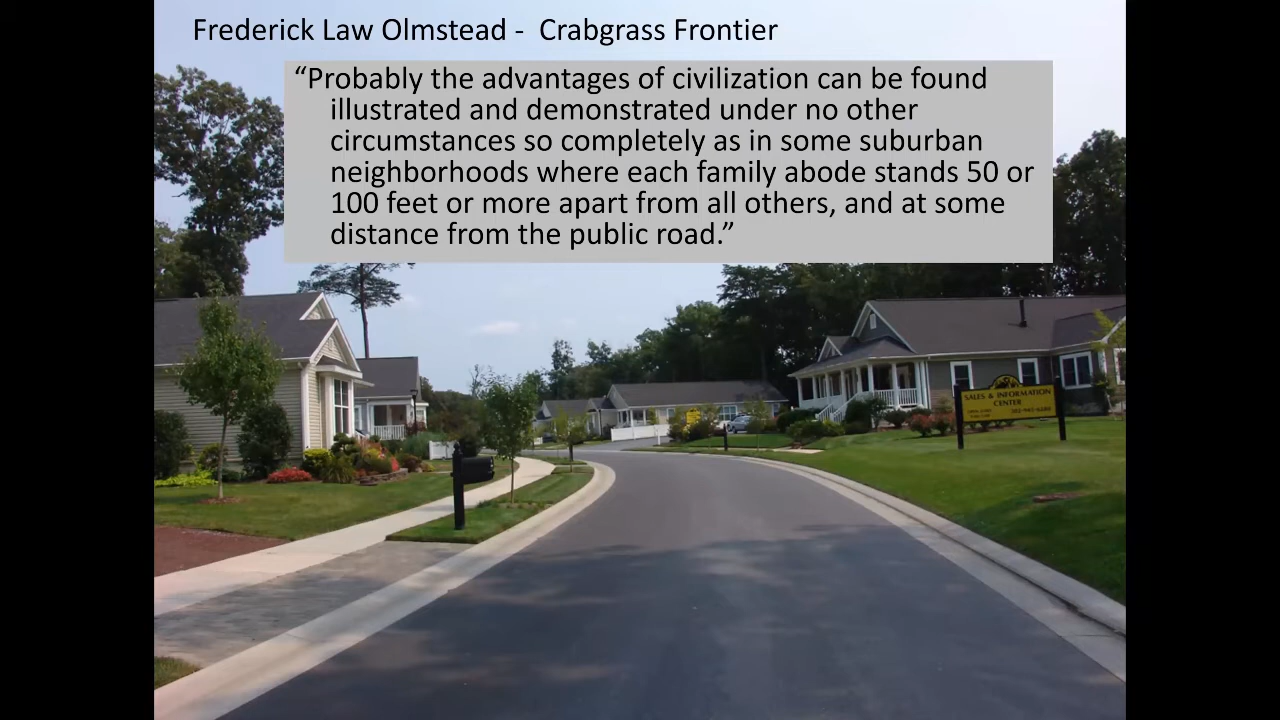 Frederick Law Olmstead - Crabgrass Frontier
“Probably the advantages of civilization can be found
illustrated and demonstrated under no other
circumstances so completely as in some suburban
neighborhoods where each family abode stands 50 or
100 feet or more apart from all others, and at some
distance from the public road.”
SALES & INFORMATION
CENTER